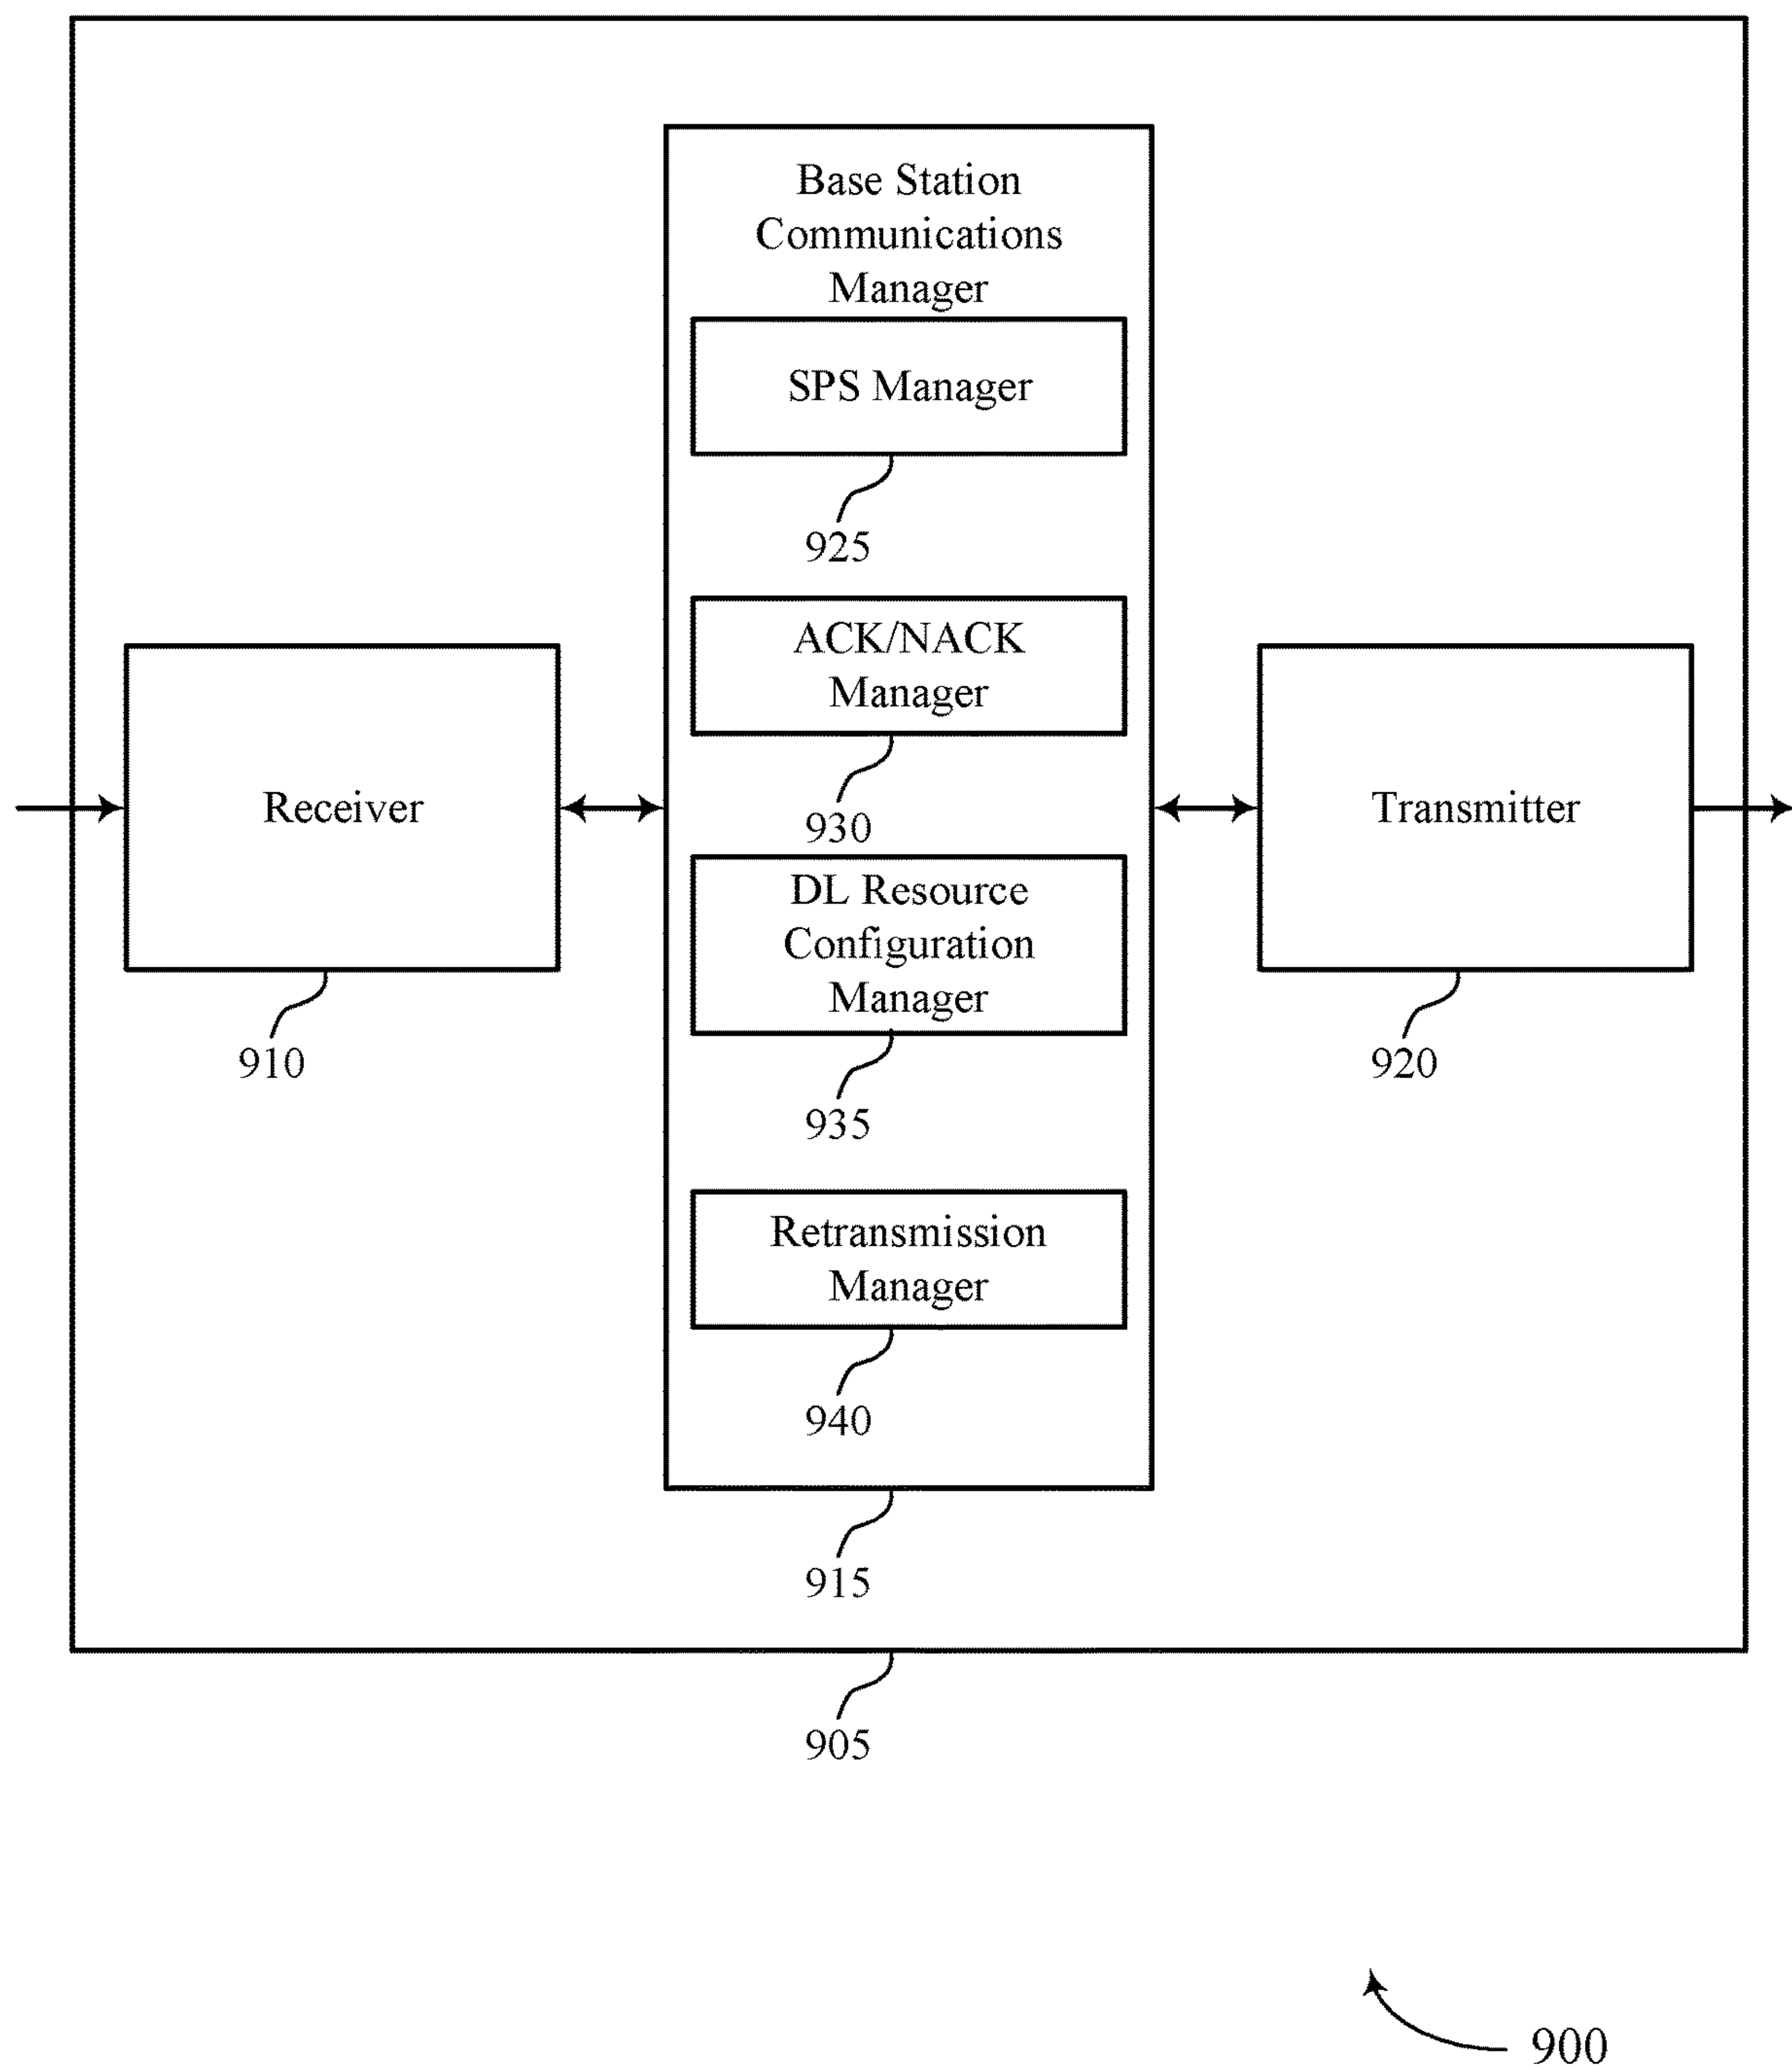 Base Station
Communications
Manager
SPS Manager
925
ACK/NACK
Manager
930
Receiver
910
Transmitter
920
DL Resource
Configuration
Manager
935
Retransmission
Manager
940
915
905
900